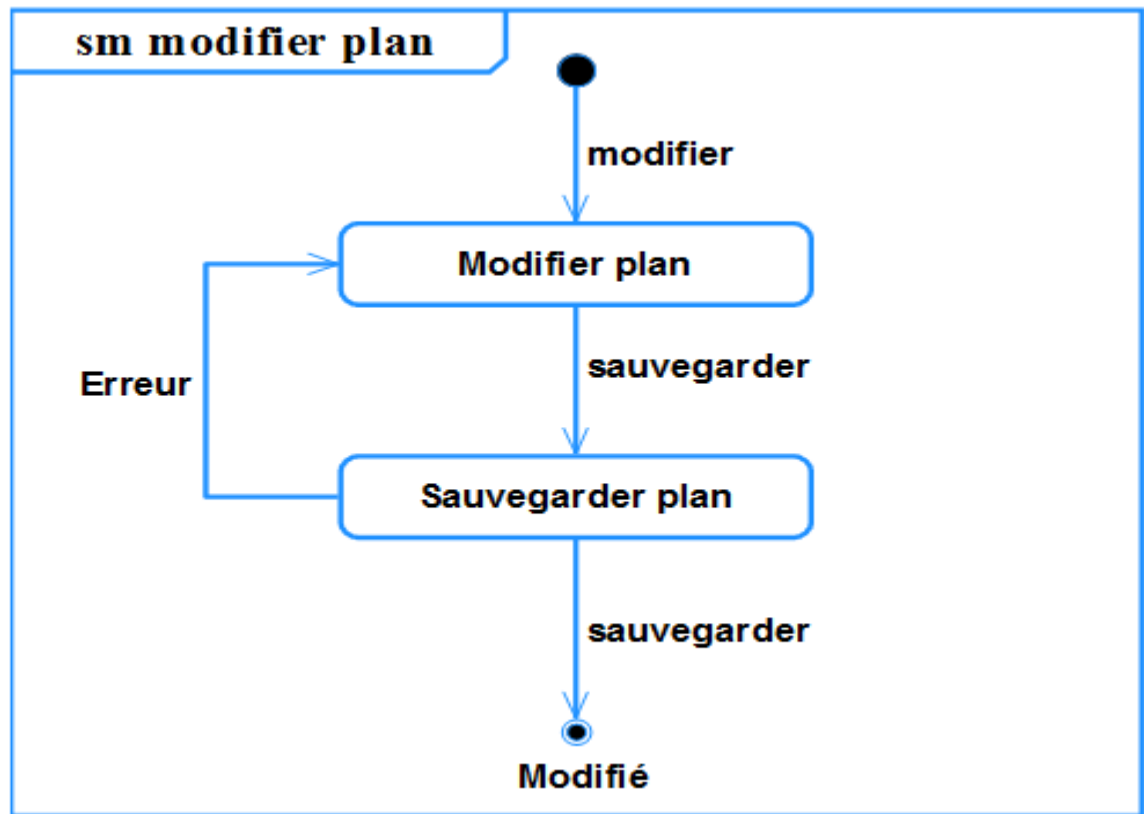 sm modifier plan
modifier
Modifier plan
sauvegarder
Erreur
Sauvegarder plan
sauvegarder
Modifié